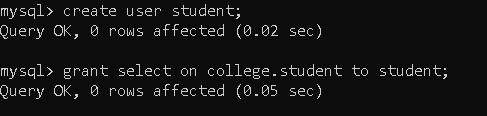 mysql> create user student;
Query OK, 0 rows affected (0.02 sec)
mysql> grant select on college.student to student;
Query OK, 0 rows affected (0.05 sec)